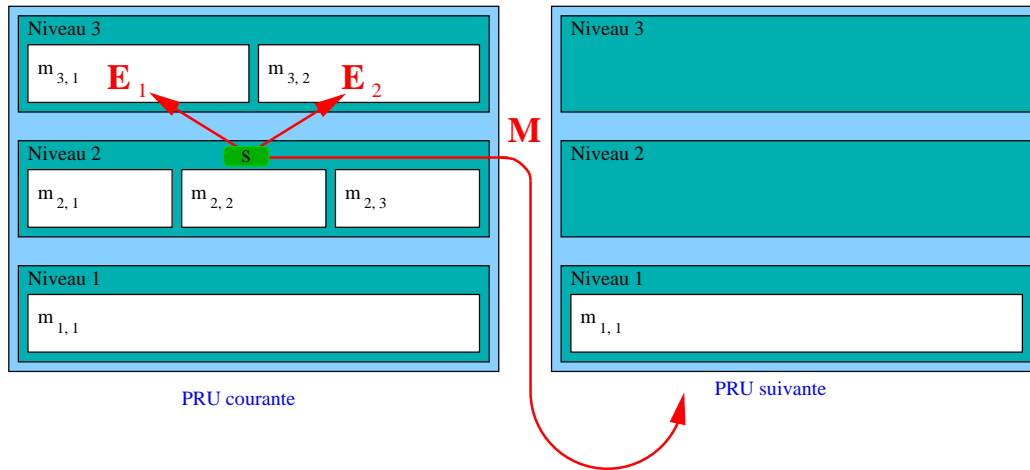 Niveau 3
m 3, 1
E 1
m 3, 2
E 2
Niveau 2
s
m 2, 1
m 2, 2
m 2, 3
Niveau 1
m 1, 1
PRU courante
M
Niveau 3
Niveau 2
Niveau 1
m 1, 1
PRU suivante